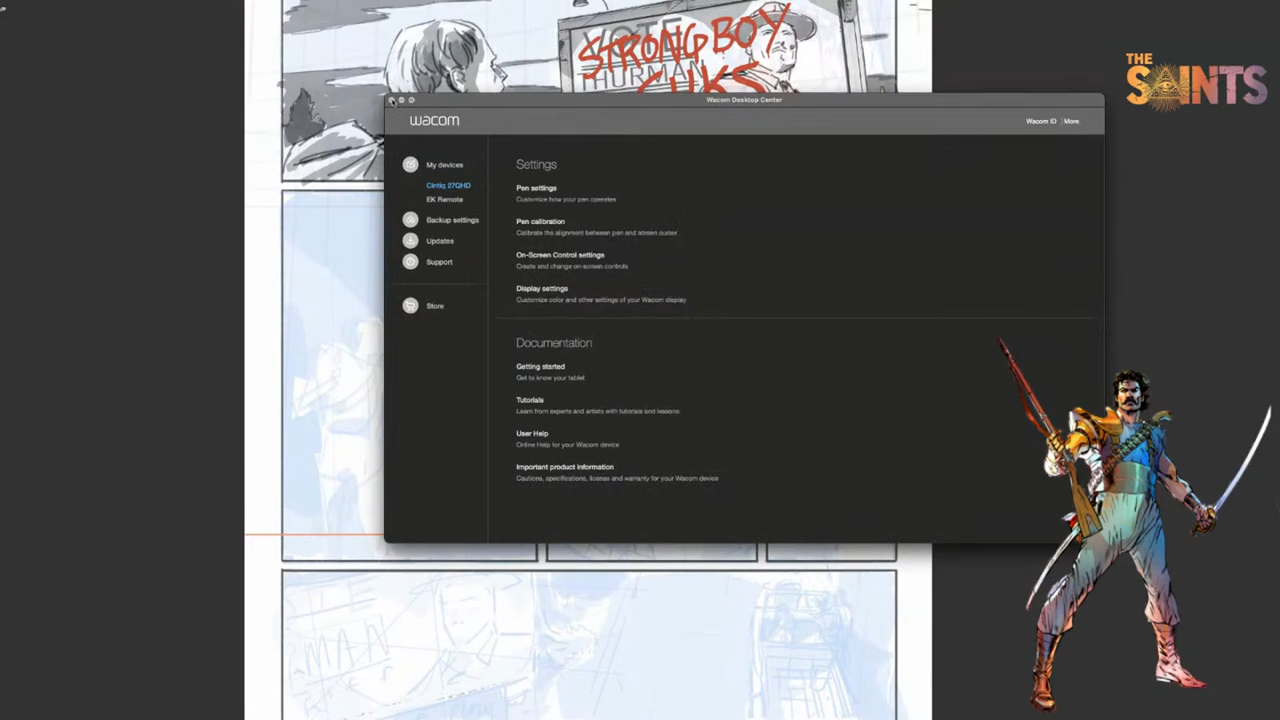 VOTE
STRONGBOY
THURMA
THE
SAINTS
Wacom Desktop Center
wacom
Wacom ID | More
My devices
Cintiq 27QHD
EK Remote
Backup settings
Updates
Support
Store
Settings
Pen settings
Customize how your pen operates
Pen calibration
Calibrate the alignment between pen and screen cursor
On-Screen Control settings
Create and change on-screen controls
Display settings
Customize color and other settings of your Wacom display
Documentation
Getting started
Get to know your tablet
Tutorials
Learn from experts and artists with tutorials and lessons
User Help
Online Help for your Wacom device
Important product information
Cautions, specifications, license and warranty for your Wacom device
MAN